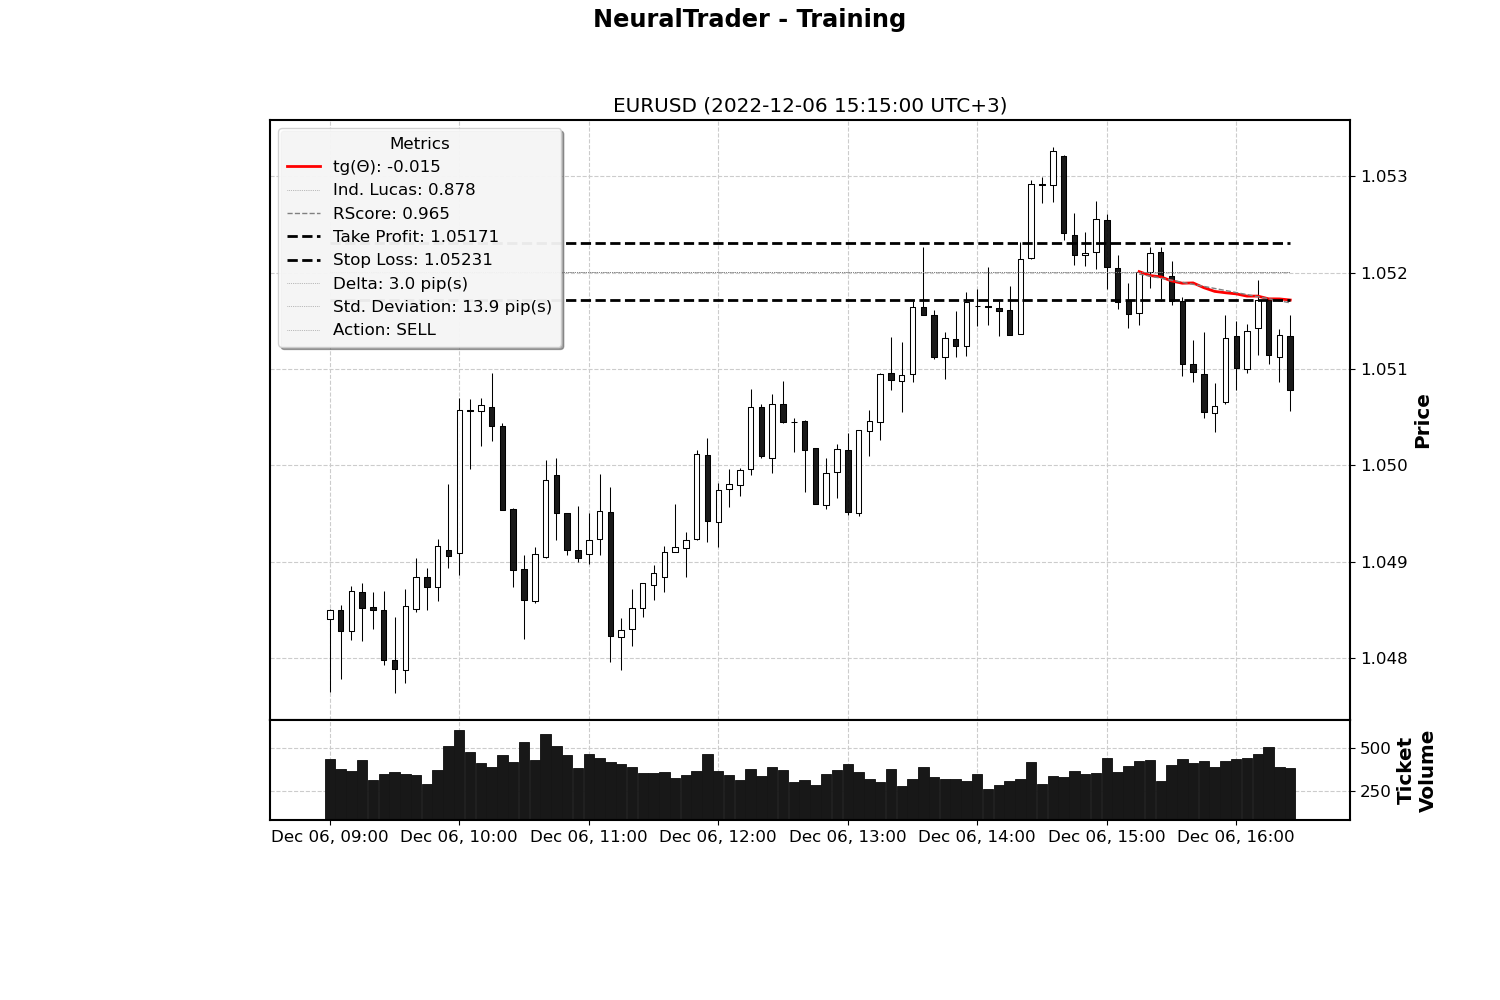 NeuralTrader - Training
EURUSD (2022-12-06 15:15:00 UTC+3)
Metrics
tg(Θ): -0.015
Ind. Lucas: 0.878
RScore: 0.965
Take Profit: 1.05171
Stop Loss: 1.05231
Delta: 3.0 pip(s)
Std. Deviation: 13.9 pip(s)
Action: SELL
1.053
1.052
1.051
1.050
1.049
1.048
Price
500
250
Ticket
Volume
Dec 06, 09:00 Dec 06, 10:00 Dec 06, 11:00 Dec 06, 12:00 Dec 06, 13:00 Dec 06, 14:00 Dec 06, 15:00 Dec 06, 16:00